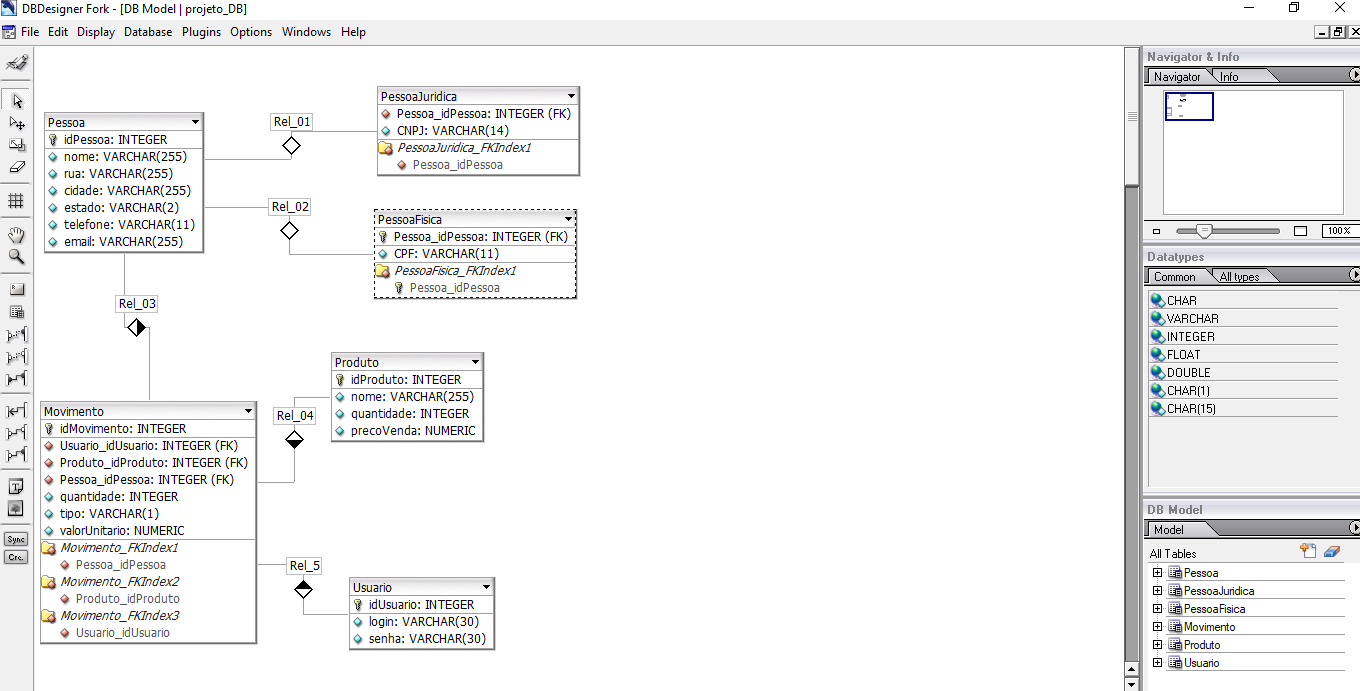 DBDesigner Fork - [DB Model | projeto_DB]
File Edit Display Database Plugins Options Windows Help
Pessoa
idPessoa: INTEGER
nome: VARCHAR(255)
rua: VARCHAR(255)
cidade: VARCHAR(255)
estado: VARCHAR(2)
telefone: VARCHAR(11)
email: VARCHAR(255)
Rel_01
PessoaJuridica
Pessoa_idPessoa: INTEGER (FK)
CNPJ: VARCHAR(14)
PessoaJuridica_FKIndex1
Pessoa_idPessoa
Rel_02
PessoaFisica
Pessoa_idPessoa: INTEGER (FK)
CPF: VARCHAR(11)
PessoaFisica_FKIndex1
Pessoa_idPessoa
Rel_03
Movimento
idMovimento: INTEGER
Usuario_idUsuario: INTEGER (FK)
Produto_idProduto: INTEGER (FK)
Pessoa_idPessoa: INTEGER (FK)
quantidade: INTEGER
tipo: VARCHAR(1)
valorUnitario: NUMERIC
Movimento_FKIndex1
Pessoa_idPessoa
Movimento_FKIndex2
Produto_idProduto
Movimento_FKIndex3
Usuario_idUsuario
Rel_04
Produto
idProduto: INTEGER
nome: VARCHAR(255)
quantidade: INTEGER
precoVenda: NUMERIC
Rel_5
Usuario
idUsuario: INTEGER
login: VARCHAR(30)
senha: VARCHAR(30)
Sync
Cre.
Navigator & Info
Navigator Info
100%
Datatypes
Common All types
CHAR
VARCHAR
INTEGER
FLOAT
DOUBLE
CHAR(1)
CHAR(15)
DB Model
Model
All Tables
Pessoa
PessoaJuridica
PessoaFisica
Movimento
Produto
Usuario